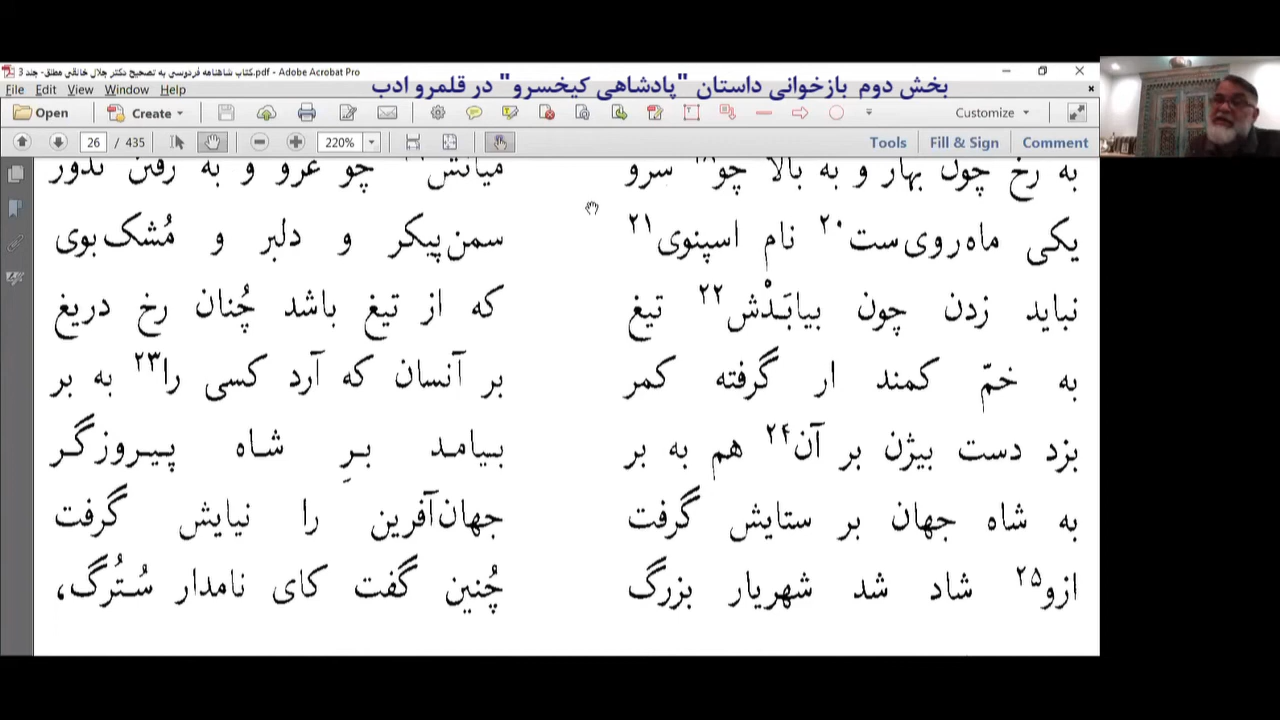 کتاب شاهنامه فردوسی به تصحیح دکتر جلال خالقی مطلق- جلد 3.pdf - Adobe Acrobat Pro
بخش دوم بازخوانی داستان "پادشاهی کیخسرو" در قلمرو ادب
File Edit View Window Help
Open Create Customize
26 / 435 220% Tools Fill & Sign Comment
به رخ چون بهار و به بالا چو سرو میانش چو غرو و به رفتن تذور
یکی ماه‌روی‌ست۲۰ نام اسپنوی۲۱ سمن‌پیکر و دلبر و مُشک‌بوی
نباید زدن چون بیابَدْش۲۲ تیغ که از تیغ باشد چُنان رخ دریغ
به خمّ کمند ار گرفته کمر بر آنسان که آرد کسی را۲۳ به بر
بزد دست بیژن بر آن۲۴ هم به بر بیامد برِ شاه پیروزگر
به شاه جهان بر ستایش گرفت جهان‌آفرین را نیایش گرفت
ازو۲۵ شاد شد شهریار بزرگ چُنین گفت کای نامدار سُتُرگ،